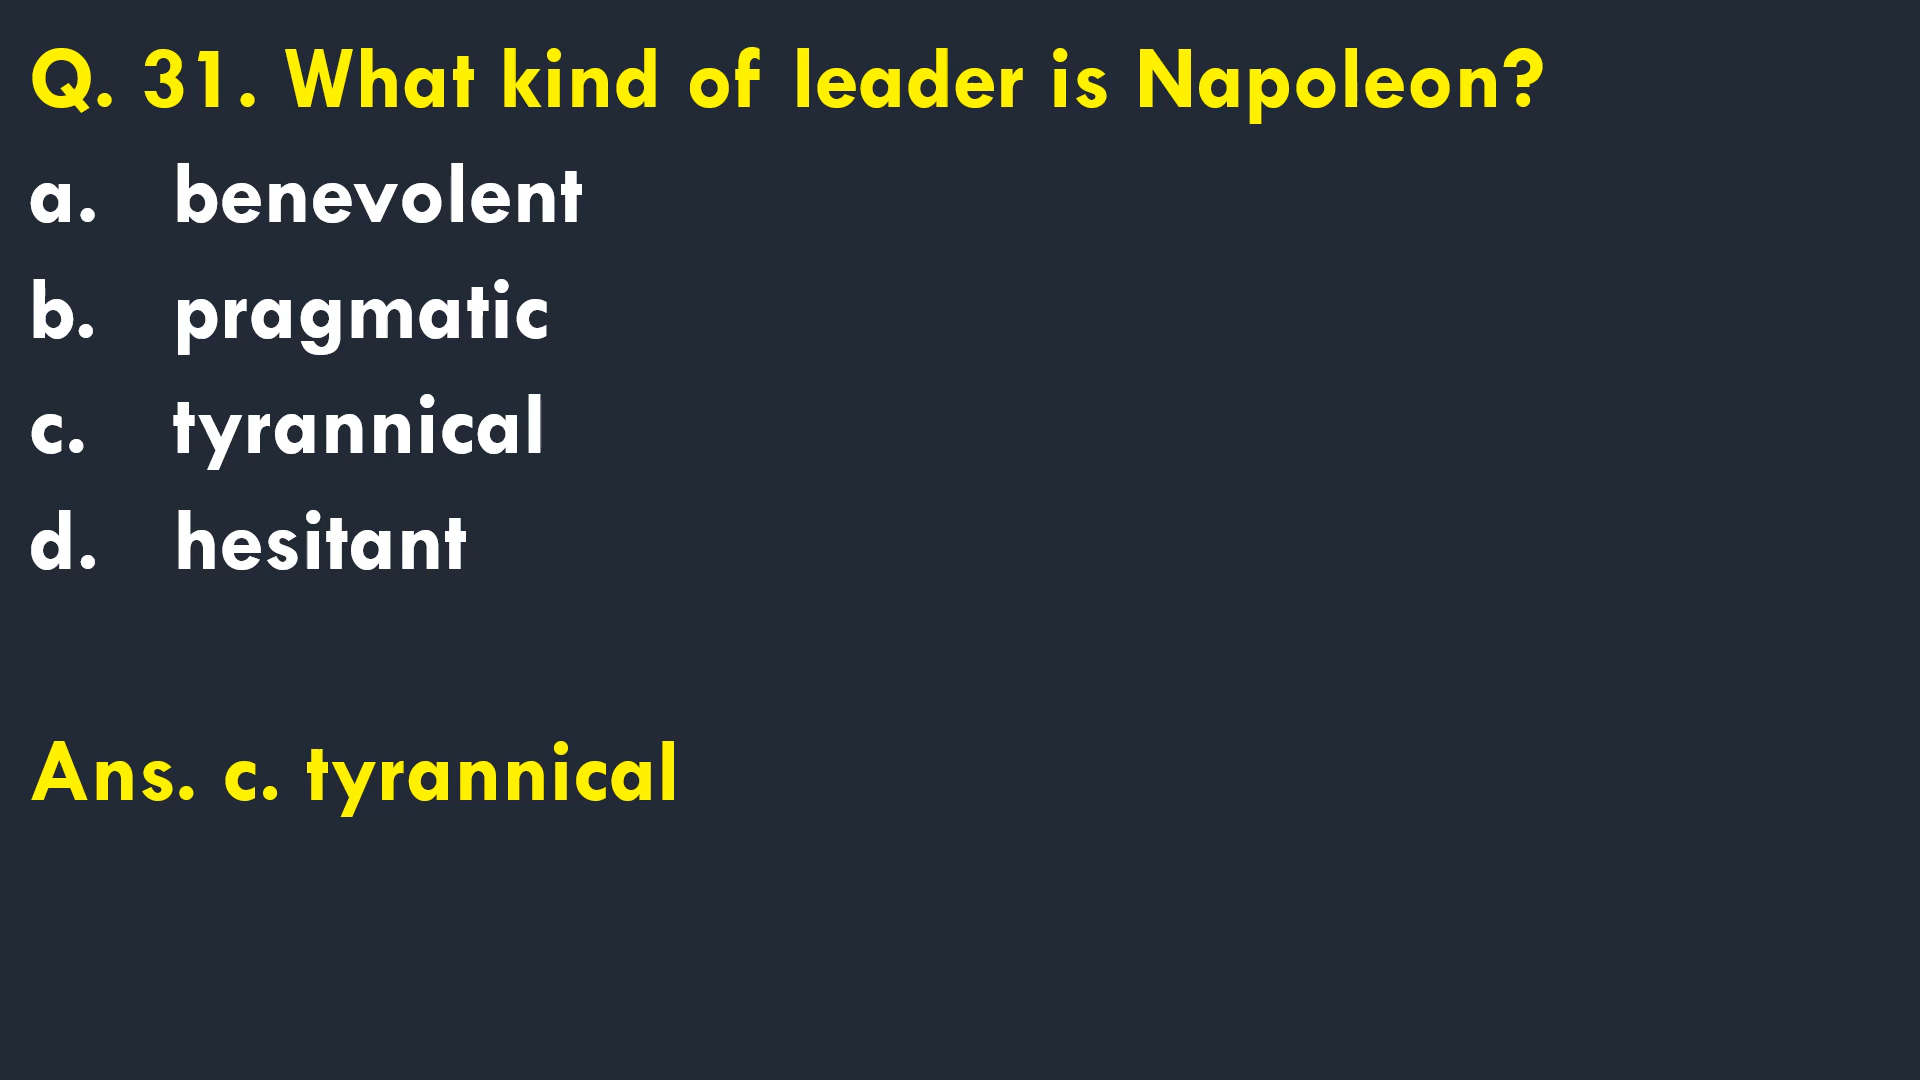 Q. 31. What kind of leader is Napoleon?
a. benevolent
b. pragmatic
c. tyrannical
d. hesitant
Ans. c. tyrannical